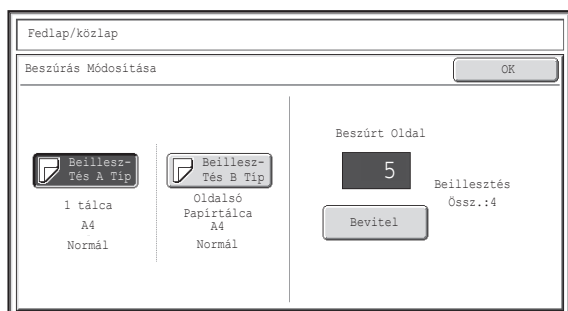 Fedlap/közlap
Beszúrás Módosítása
OK
Beillesz-
Tés A Típ
1 tálca
A4
Normál
Beillesz-
Tés B Típ
Oldalsó
Papírtálca
A4
Normál
Beszúrt Oldal
5
Bevitel
Beillesztés
Össz.:4